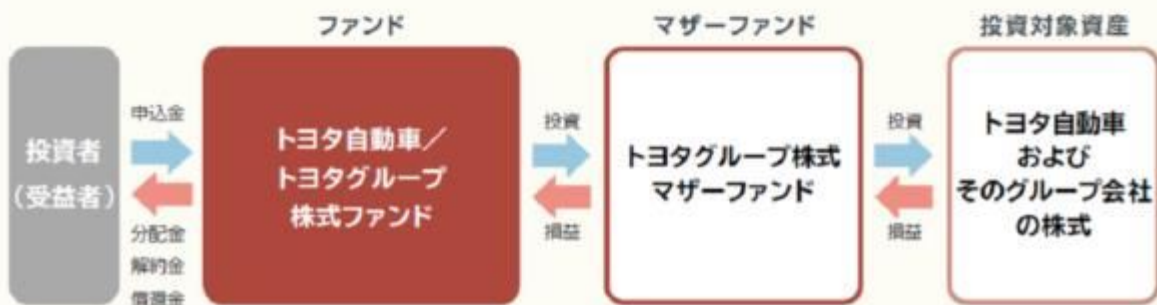 ファンド
マザーファンド
投資対象資産
投資者
(受益者)
申込金
分配金
解約金
償還金
トヨタ自動車/
トヨタグループ
株式ファンド
投資
損益
トヨタグループ株式
マザーファンド
投資
損益
トヨタ自動車
および
そのグループ会社
の株式